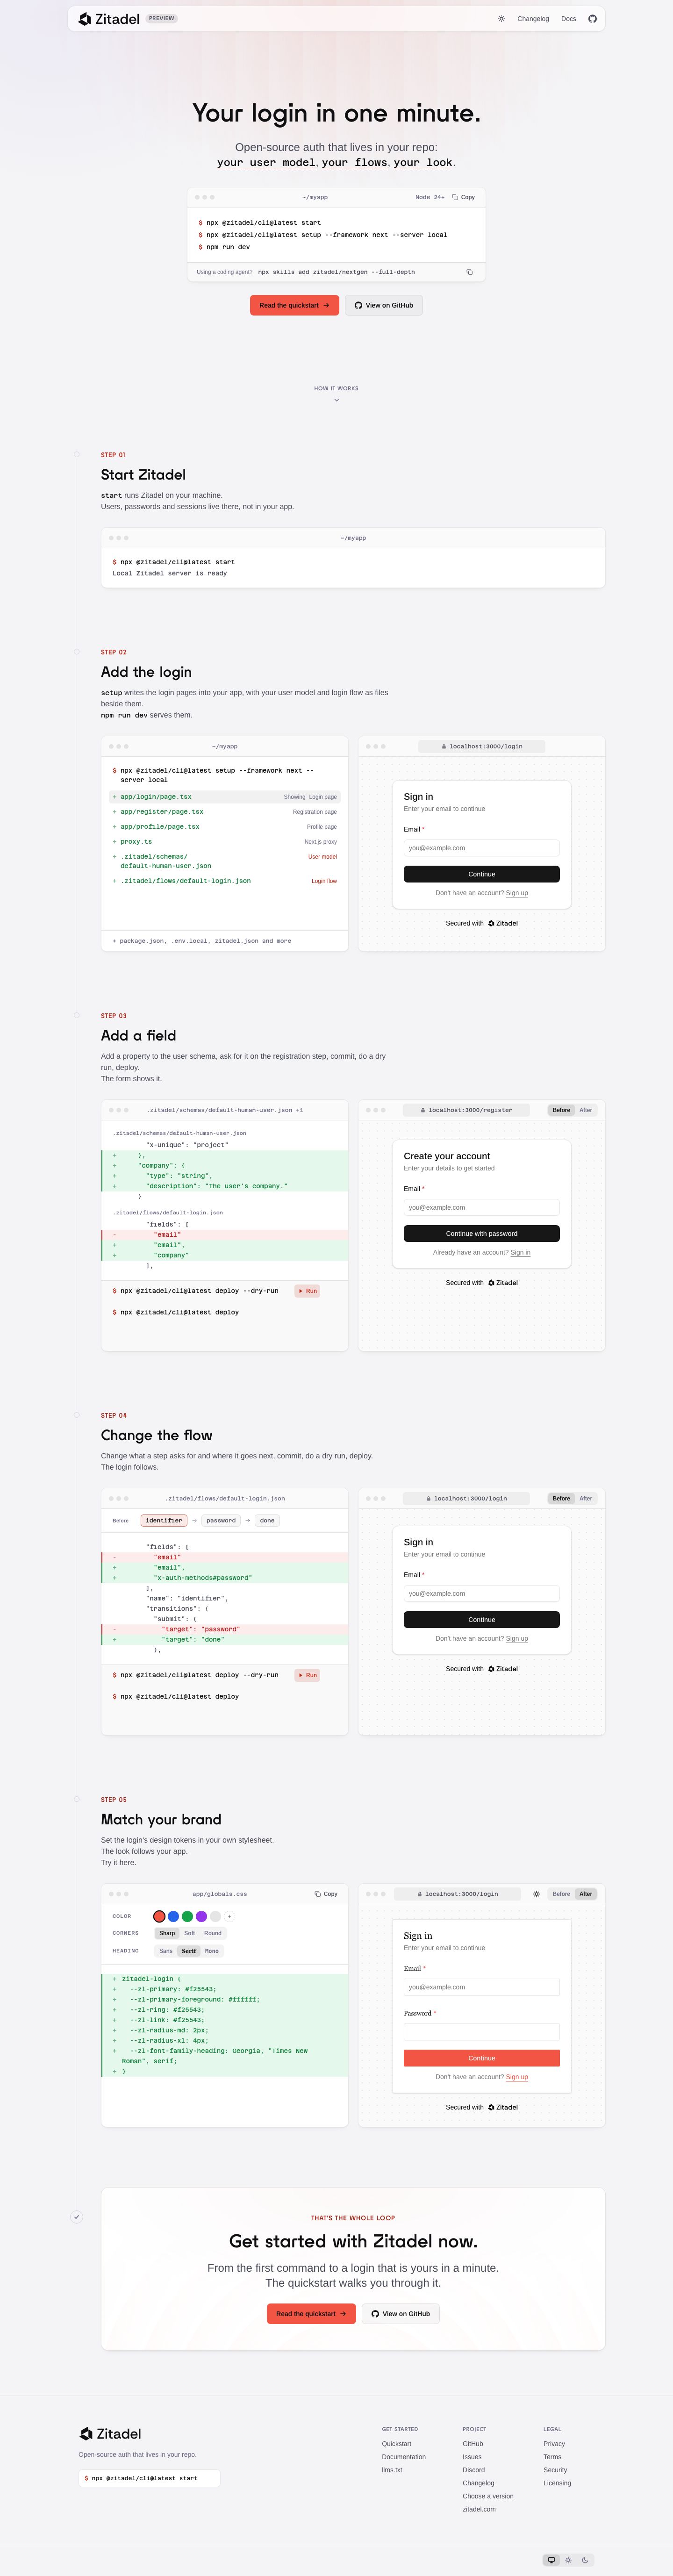 Zitadel PREVIEW
Changelog Docs
Your login in one minute.
Open-source auth that lives in your repo:
your user model, your flows, your look.
~/myapp Node 24+ Copy
$ npx @zitadel/cli@latest start
$ npx @zitadel/cli@latest setup --framework next --server local
$ npm run dev
Using a coding agent? npx skills add zitadel/nextgen --full-depth
Read the quickstart → View on GitHub
HOW IT WORKS
STEP 01
Start Zitadel
start runs Zitadel on your machine.
Users, passwords and sessions live there, not in your app.
~/myapp
$ npx @zitadel/cli@latest start
Local Zitadel server is ready
STEP 02
Add the login
setup writes the login pages into your app, with your user model and login flow as files
beside them.
npm run dev serves them.
~/myapp
$ npx @zitadel/cli@latest setup --framework next --
server local
+ app/login/page.tsx Showing Login page
+ app/register/page.tsx Registration page
+ app/profile/page.tsx Profile page
+ proxy.ts Next.js proxy
+ .zitadel/schemas/
default-human-user.json User model
+ .zitadel/flows/default-login.json Login flow
+ package.json, .env.local, zitadel.json and more
localhost:3000/login
Sign in
Enter your email to continue
Email *
you@example.com
Continue
Don't have an account? Sign up
Secured with Zitadel
STEP 03
Add a field
Add a property to the user schema, ask for it on the registration step, commit, do a dry
run, deploy.
The form shows it.
.zitadel/schemas/default-human-user.json +1
.zitadel/schemas/default-human-user.json
"x-unique": "project"
+ },
+ "company": {
+ "type": "string",
+ "description": "The user's company."
}
.zitadel/flows/default-login.json
"fields": [
- "email"
+ "email",
+ "company"
],
$ npx @zitadel/cli@latest deploy --dry-run Run
$ npx @zitadel/cli@latest deploy
localhost:3000/register Before After
Create your account
Enter your details to get started
Email *
you@example.com
Continue with password
Already have an account? Sign in
Secured with Zitadel
STEP 04
Change the flow
Change what a step asks for and where it goes next, commit, do a dry run, deploy.
The login follows.
.zitadel/flows/default-login.json
Before identifier → password → done
"fields": [
- "email"
+ "email",
+ "x-auth-methods#password"
],
"name": "identifier",
"transitions": {
"submit": {
- "target": "password"
+ "target": "done"
},
$ npx @zitadel/cli@latest deploy --dry-run Run
$ npx @zitadel/cli@latest deploy
localhost:3000/login Before After
Sign in
Enter your email to continue
Email *
you@example.com
Continue
Don't have an account? Sign up
Secured with Zitadel
STEP 05
Match your brand
Set the login's design tokens in your own stylesheet.
The look follows your app.
Try it here.
app/globals.css Copy
COLOR +
CORNERS Sharp Soft Round
HEADING Sans Serif Mono
+ zitadel-login {
+ --zl-primary: #f25543;
+ --zl-primary-foreground: #ffffff;
+ --zl-ring: #f25543;
+ --zl-link: #f25543;
+ --zl-radius-md: 2px;
+ --zl-radius-xl: 4px;
+ --zl-font-family-heading: Georgia, "Times New
Roman", serif;
+ }
localhost:3000/login Before After
Sign in
Enter your email to continue
Email *
you@example.com
Password *
Continue
Don't have an account? Sign up
Secured with Zitadel
THAT'S THE WHOLE LOOP
Get started with Zitadel now.
From the first command to a login that is yours in a minute.
The quickstart walks you through it.
Read the quickstart → View on GitHub
Zitadel
Open-source auth that lives in your repo.
$ npx @zitadel/cli@latest start
GET STARTED
Quickstart
Documentation
llms.txt
PROJECT
GitHub
Issues
Discord
Changelog
Choose a version
zitadel.com
LEGAL
Privacy
Terms
Security
Licensing